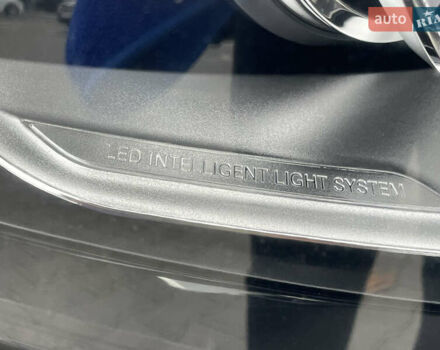 auto RIA
LED INTELLIGENT LIGHT SYSTEM